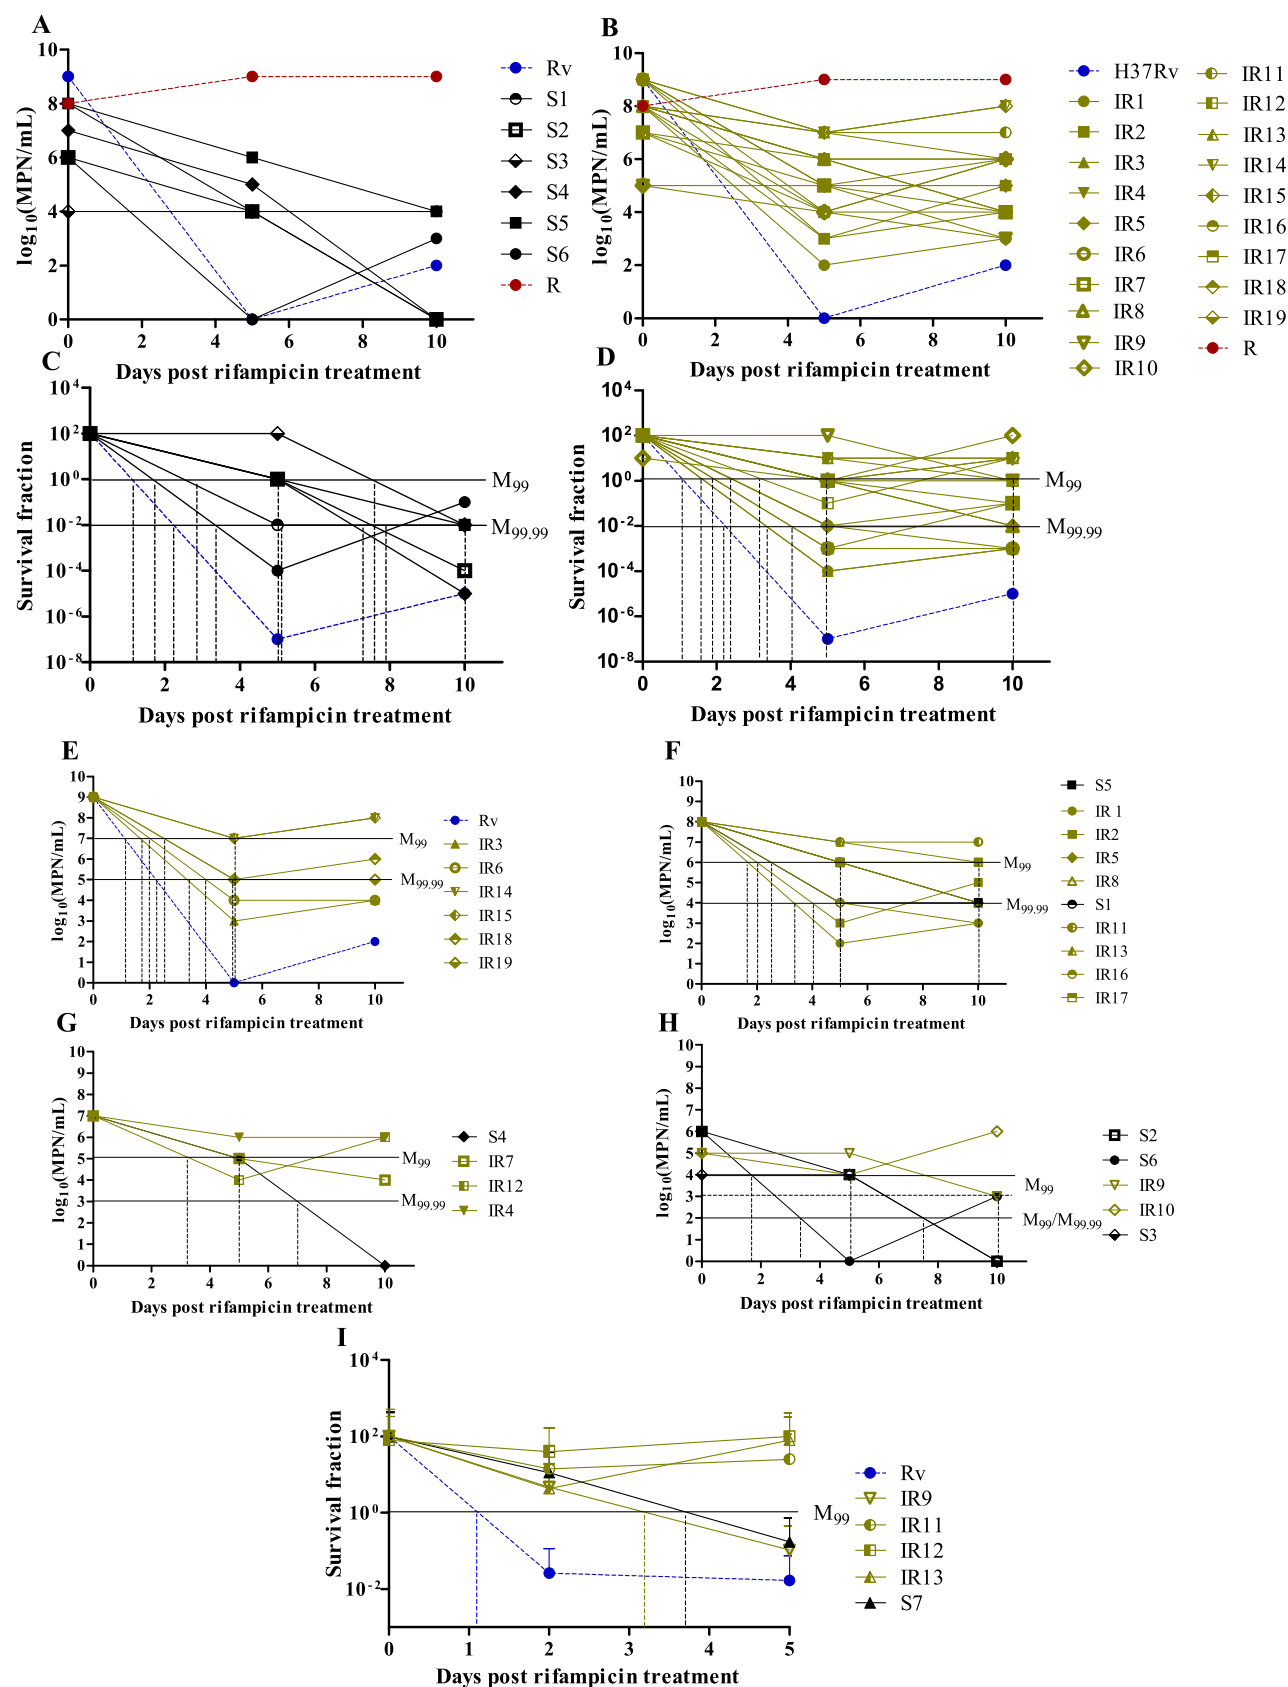 A
log10(MPN/mL)
10
8
6
4
2
0
0 2 4 6 8 10
Days post rifampicin treatment
Rv
S1
S2
S3
S4
S5
S6
R
B
log10(MPN/mL)
10
8
6
4
2
0
0 2 4 6 8 10
Days post rifampicin treatment
H37Rv
IR1
IR2
IR3
IR4
IR5
IR6
IR7
IR8
IR9
IR10
IR11
IR12
IR13
IR14
IR15
IR16
IR17
IR18
IR19
R
C
Survival fraction
10^4
10^2
10^0
10^-2
10^-4
10^-6
10^-8
0 2 4 6 8 10
Days post rifampicin treatment
M99
M99.99
D
Survival fraction
10^4
10^2
10^0
10^-2
10^-4
10^-6
10^-8
0 2 4 6 8 10
Days post rifampicin treatment
M99
M99.99
E
log10(MPN/mL)
10
9
8
7
6
5
4
3
2
1
0
0 2 4 6 8 10
Days post rifampicin treatment
M99
M99.99
Rv
IR3
IR6
IR14
IR15
IR18
IR19
F
log10(MPN/mL)
10
9
8
7
6
5
4
3
2
1
0
0 2 4 6 8 10
Days post rifampicin treatment
M99
M99.99
S5
IR 1
IR2
IR5
IR8
S1
IR11
IR13
IR16
IR17
G
log10(MPN/mL)
10
9
8
7
6
5
4
3
2
1
0
0 2 4 6 8 10
Days post rifampicin treatment
M99
M99.99
S4
IR7
IR12
IR4
H
log10(MPN/mL)
10
9
8
7
6
5
4
3
2
1
0
0 2 4 6 8 10
Days post rifampicin treatment
M99
M99/M99.99
S2
S6
IR9
IR10
S3
I
Survival fraction
10^4
10^2
10^0
10^-2
0 1 2 3 4 5
Days post rifampicin treatment
M99
Rv
IR9
IR11
IR12
IR13
S7